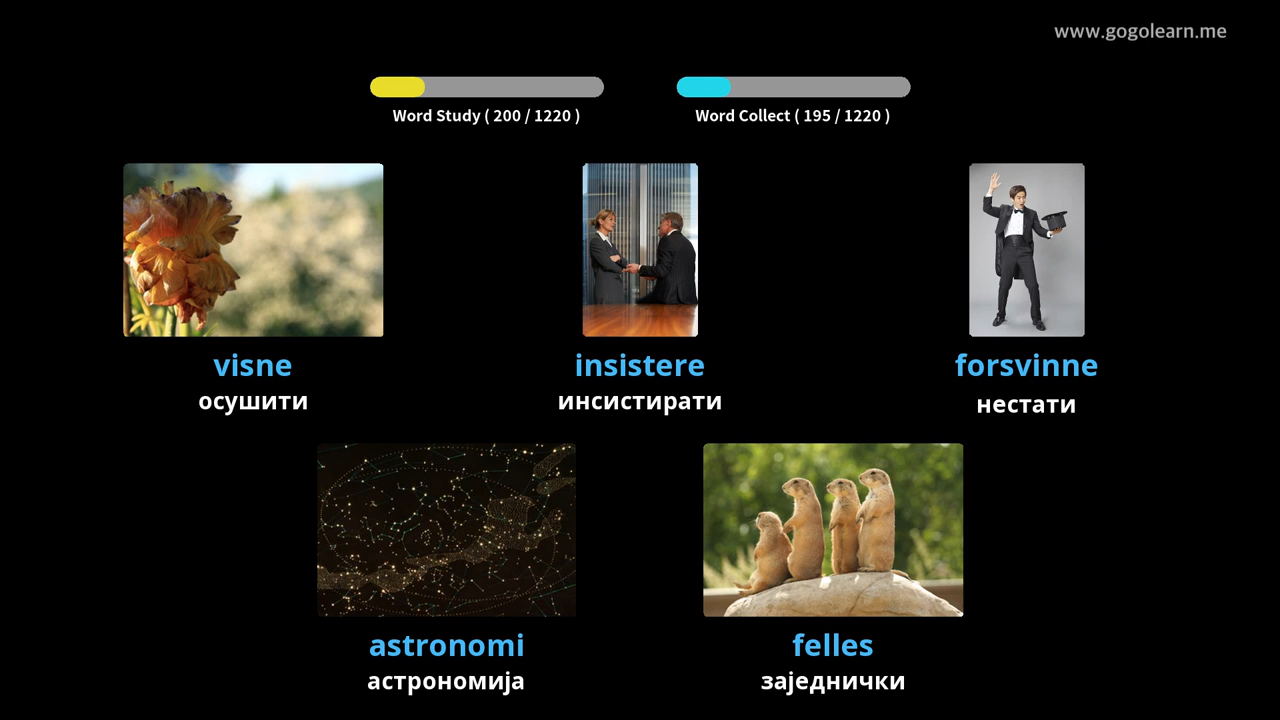 www.gogolearn.me
Word Study ( 200 / 1220 )
Word Collect ( 195 / 1220 )
visne
осушити
insistere
инсистирати
forsvinne
нестати
astronomi
астрономија
felles
заједнички